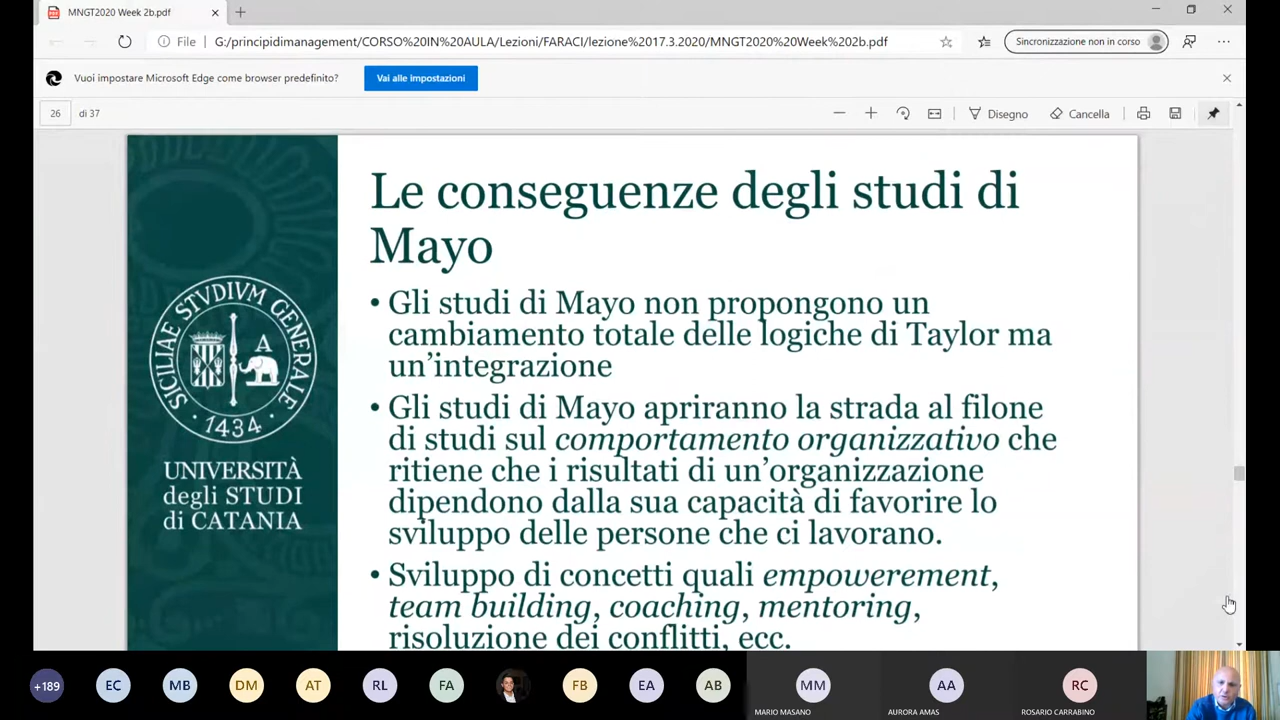 MNGT2020 Week 2b.pdf
File G:/principidimanagement/CORSO%20IN%20AULA/Lezioni/FARACI/lezione%2017.3.2020/MNGT2020%20Week%202b.pdf
Sincronizzazione non in corso
Vuoi impostare Microsoft Edge come browser predefinito?
Vai alle impostazioni
26 di 37
Disegno
Cancella
Le conseguenze degli studi di
Mayo
• Gli studi di Mayo non propongono un
cambiamento totale delle logiche di Taylor ma
un'integrazione
• Gli studi di Mayo apriranno la strada al filone
di studi sul comportamento organizzativo che
ritiene che i risultati di un'organizzazione
dipendono dalla sua capacità di favorire lo
sviluppo delle persone che ci lavorano.
• Sviluppo di concetti quali empowerement,
team building, coaching, mentoring,
risoluzione dei conflitti, ecc.
SICILIAE STVDIVM GENERALE
A
1434
UNIVERSITÀ
degli STUDI
di CATANIA
+189 EC MB DM AT RL FA FB EA AB MM AA RC
MARIO MASANO AURORA AMAS ROSARIO CARRABINO